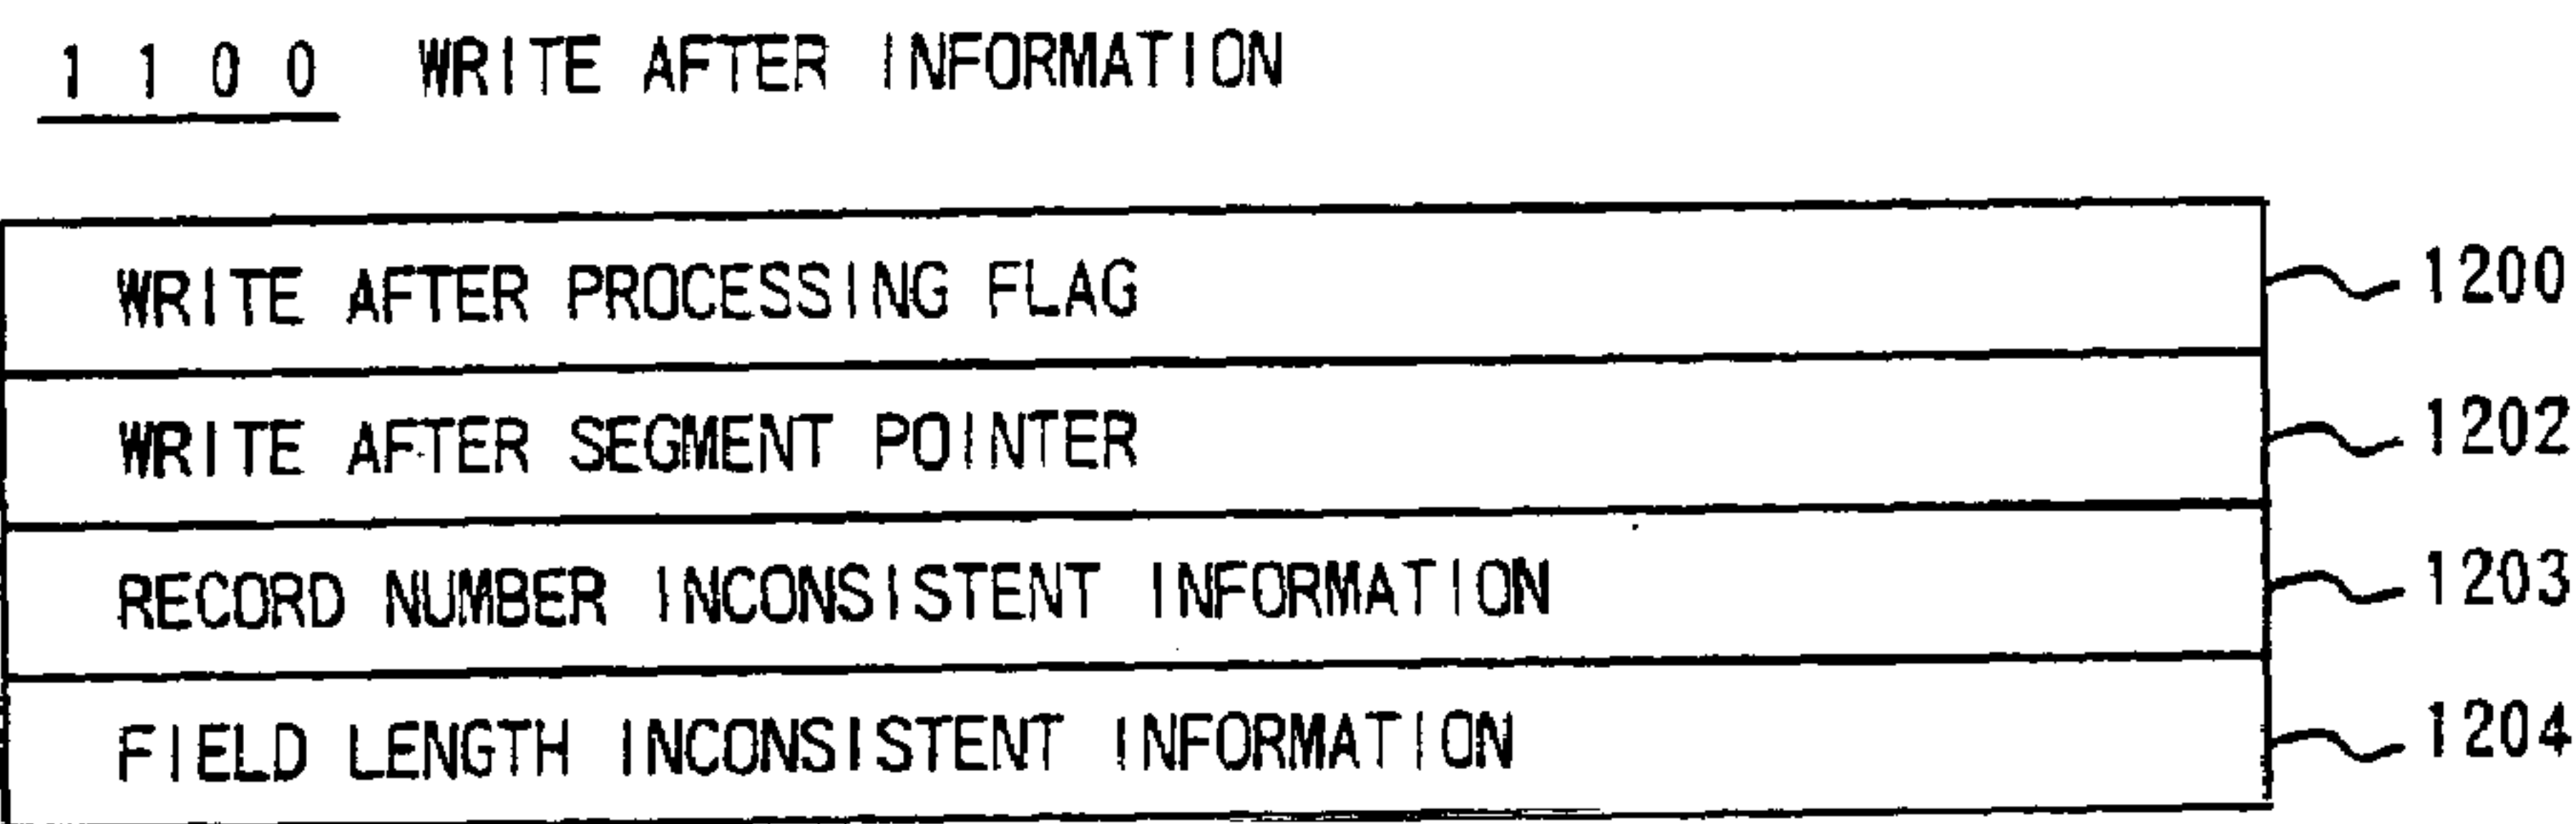 1100 WRITE AFTER INFORMATION
WRITE AFTER PROCESSING FLAG 1200
WRITE AFTER SEGMENT POINTER 1202
RECORD NUMBER INCONSISTENT INFORMATION 1203
FIELD LENGTH INCONSISTENT INFORMATION 1204